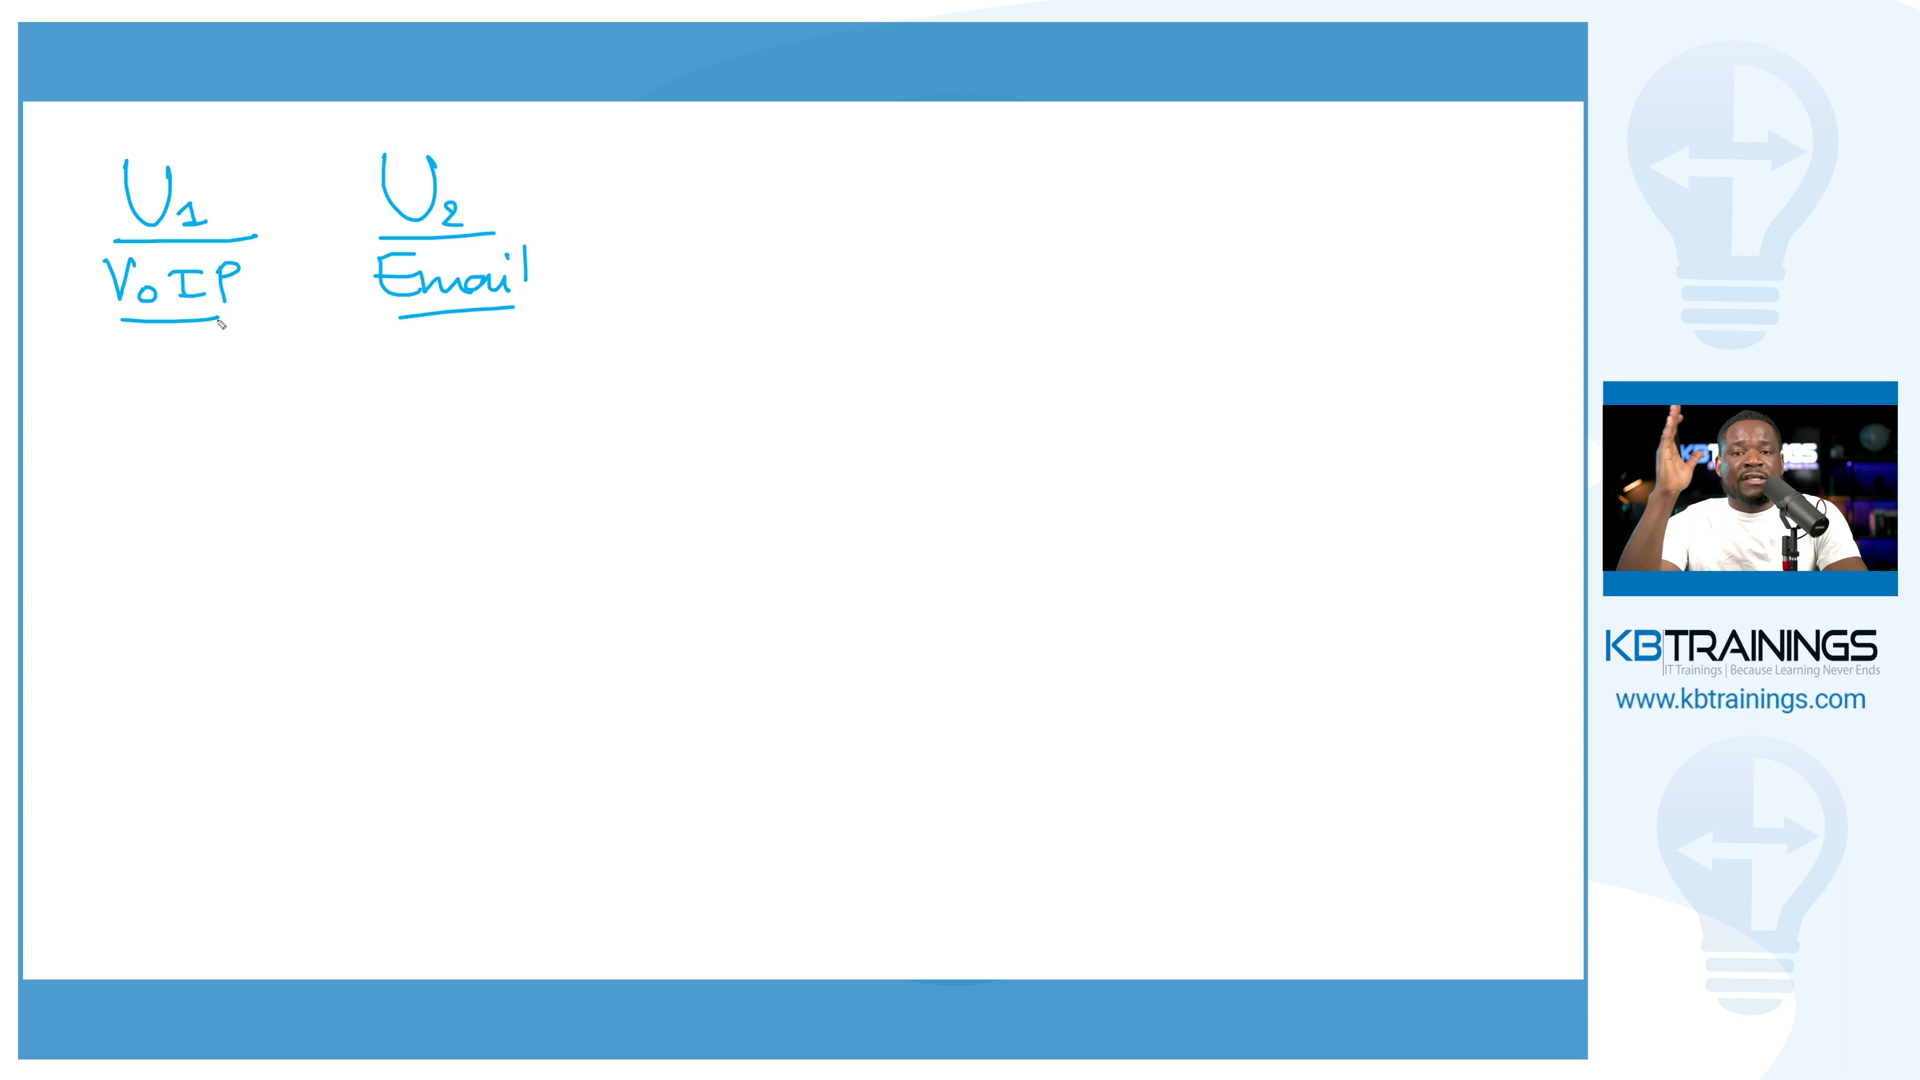 U1 U2
VoIP Email
KBTRAININGS
IT Trainings | Because Learning Never Ends
www.kbtrainings.com